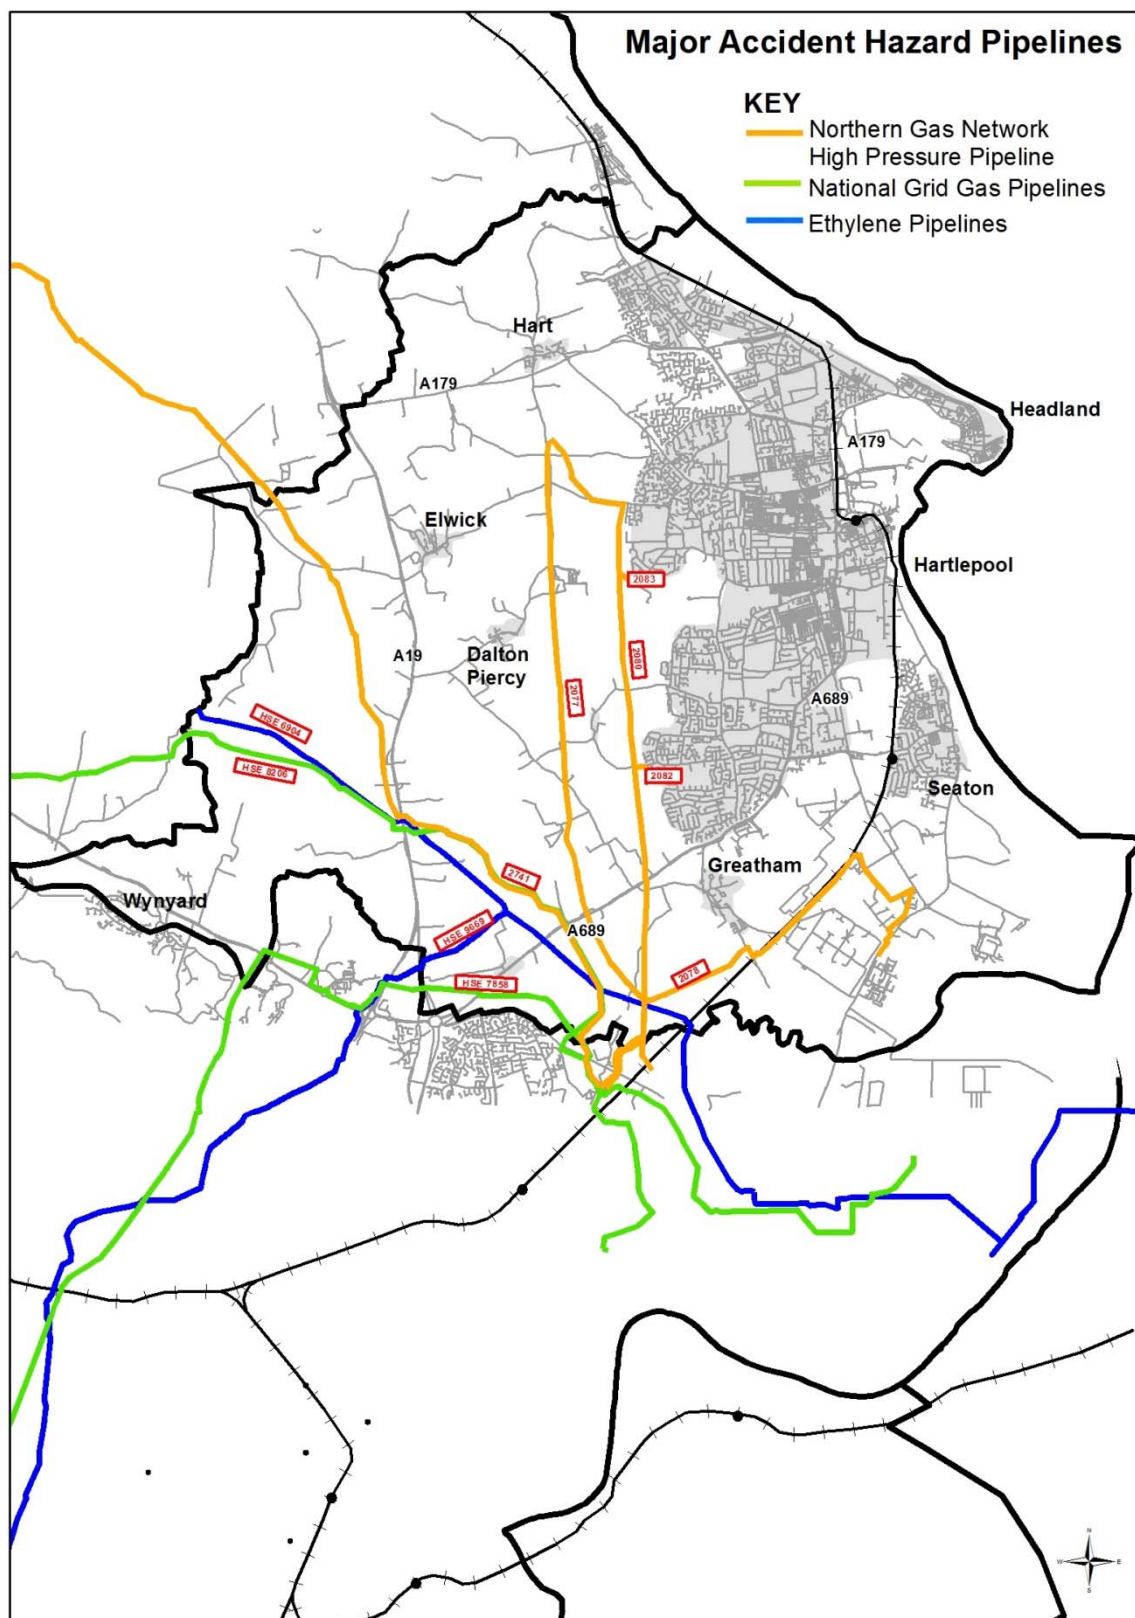 Major Accident Hazard Pipelines
KEY
Northern Gas Network
High Pressure Pipeline
National Grid Gas Pipelines
Ethylene Pipelines
Hart
A179
Headland
A179
Elwick
Hartlepool
2083
Dalton
Piercy
A19
2080
2077
A689
HSE 6904
HSE 8206
2082
Seaton
Greatham
2741
Wynyard
A689
HSE 9669
2078
HSE 7858
N
W
E
S